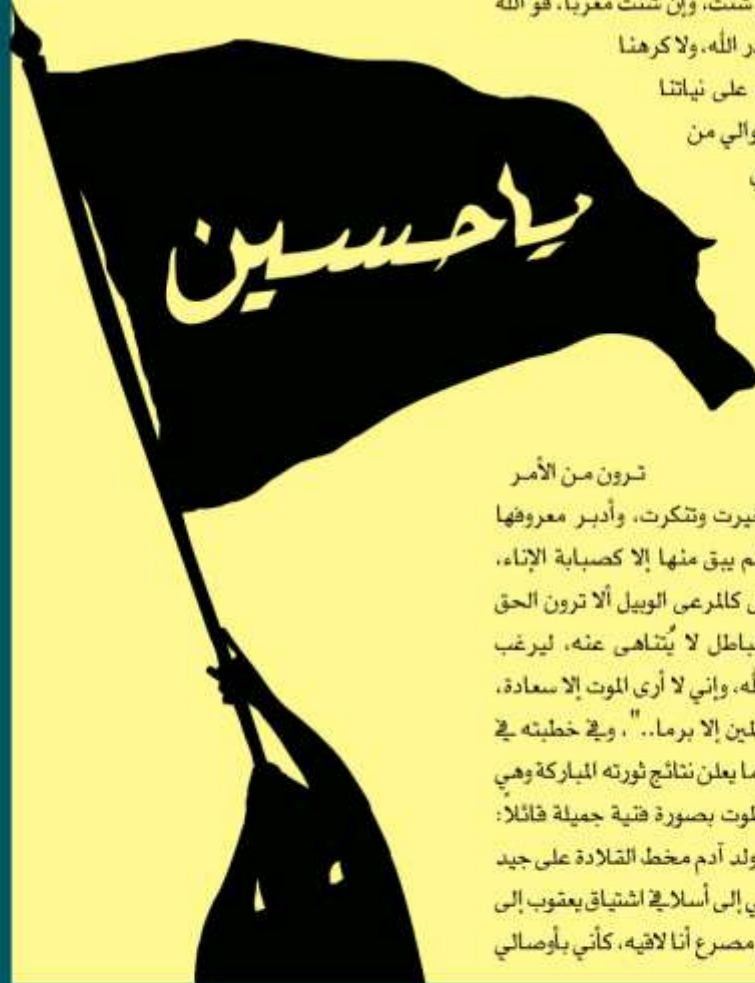 شئت، وإن شئت مغربا، فو الله
در الله، ولا كرهنا
على نياتنا
والي من
ياحسين
ترون من الأمر
غيرت وتنكرت، وأدبر معروفها
م يبق منها إلا كصبابة الإناء،
كالمرعى الوبيل ألا ترون الحق
باطل لا يُتناهى عنه، ليرغب
له، وإني لا أرى الموت إلا سعادة،
لمين إلا برما.."، وفي خطبته في
ما يعلن نتائج ثورته المباركة وهي
لموت بصورة فنية جميلة قائلاً:
ولد آدم مخط القلادة على جيد
ي إلى أسلافي اشتياق يعقوب إلى
مصرع أنا لاقيه، كأني بأوصالي